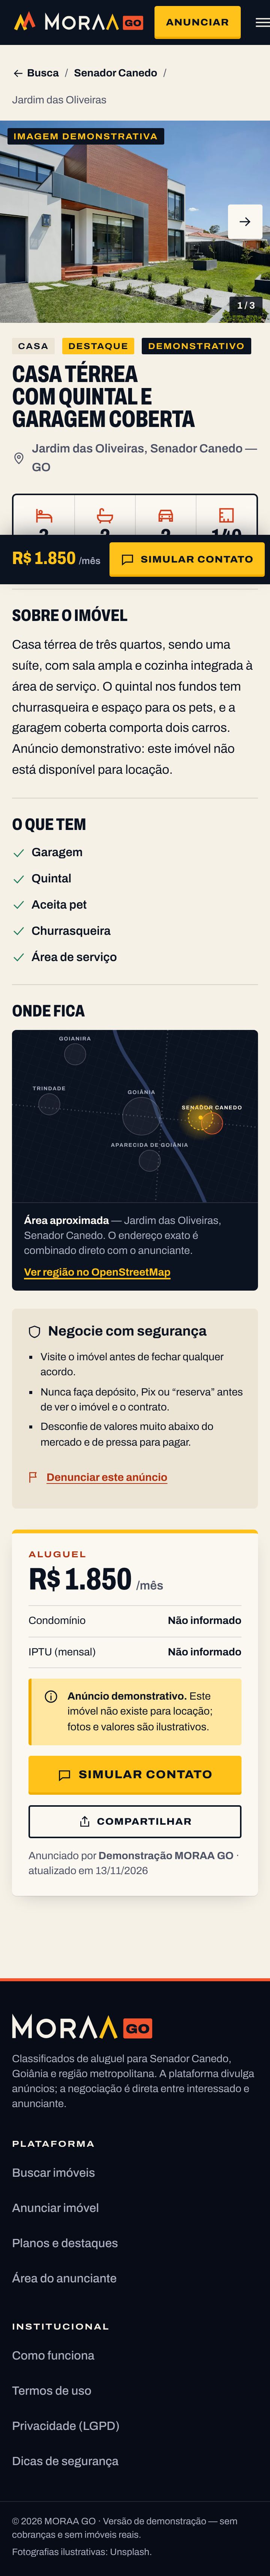 MORAA GO
ANUNCIAR
← Busca / Senador Canedo /
Jardim das Oliveiras
IMAGEM DEMONSTRATIVA
1 / 3
CASA DESTAQUE DEMONSTRATIVO
CASA TÉRREA
COM QUINTAL E
GARAGEM COBERTA
Jardim das Oliveiras, Senador Canedo —
GO
R$ 1.850 /mês
SIMULAR CONTATO
SOBRE O IMÓVEL
Casa térrea de três quartos, sendo uma
suíte, com sala ampla e cozinha integrada à
área de serviço. O quintal nos fundos tem
churrasqueira e espaço para os pets, e a
garagem coberta comporta dois carros.
Anúncio demonstrativo: este imóvel não
está disponível para locação.
O QUE TEM
Garagem
Quintal
Aceita pet
Churrasqueira
Área de serviço
ONDE FICA
GOIANIRA
TRINDADE
GOIÂNIA
SENADOR CANEDO
APARECIDA DE GOIÂNIA
Área aproximada — Jardim das Oliveiras,
Senador Canedo. O endereço exato é
combinado direto com o anunciante.
Ver região no OpenStreetMap
Negocie com segurança
Visite o imóvel antes de fechar qualquer
acordo.
Nunca faça depósito, Pix ou “reserva” antes
de ver o imóvel e o contrato.
Desconfie de valores muito abaixo do
mercado e de pressa para pagar.
Denunciar este anúncio
ALUGUEL
R$ 1.850 /mês
Condomínio Não informado
IPTU (mensal) Não informado
Anúncio demonstrativo. Este
imóvel não existe para locação;
fotos e valores são ilustrativos.
SIMULAR CONTATO
COMPARTILHAR
Anunciado por Demonstração MORAA GO ·
atualizado em 13/11/2026
MORAA GO
Classificados de aluguel para Senador Canedo,
Goiânia e região metropolitana. A plataforma divulga
anúncios; a negociação é direta entre interessado e
anunciante.
PLATAFORMA
Buscar imóveis
Anunciar imóvel
Planos e destaques
Área do anunciante
INSTITUCIONAL
Como funciona
Termos de uso
Privacidade (LGPD)
Dicas de segurança
© 2026 MORAA GO · Versão de demonstração — sem
cobranças e sem imóveis reais.
Fotografias ilustrativas: Unsplash.